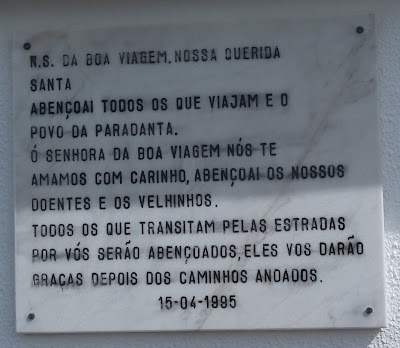 N.S. DA BOA VIAGEM, NOSSA QUERIDA
SANTA
ABENÇOAI TODOS OS QUE VIAJAM E O
POVO DA PARADANTA.
Ó SENHORA DA BOA VIAGEM NÓS TE
AMAMOS COM CARINHO, ABENÇOAI OS NOSSOS
DOENTES E OS VELHINHOS.
TODOS OS QUE TRANSITAM PELAS ESTRADAS
POR VÓS SERÃO ABENÇOADOS, ELES VOS DARÃO
GRAÇAS DEPOIS DOS CAMINHOS ANDADOS.
15-04-1995